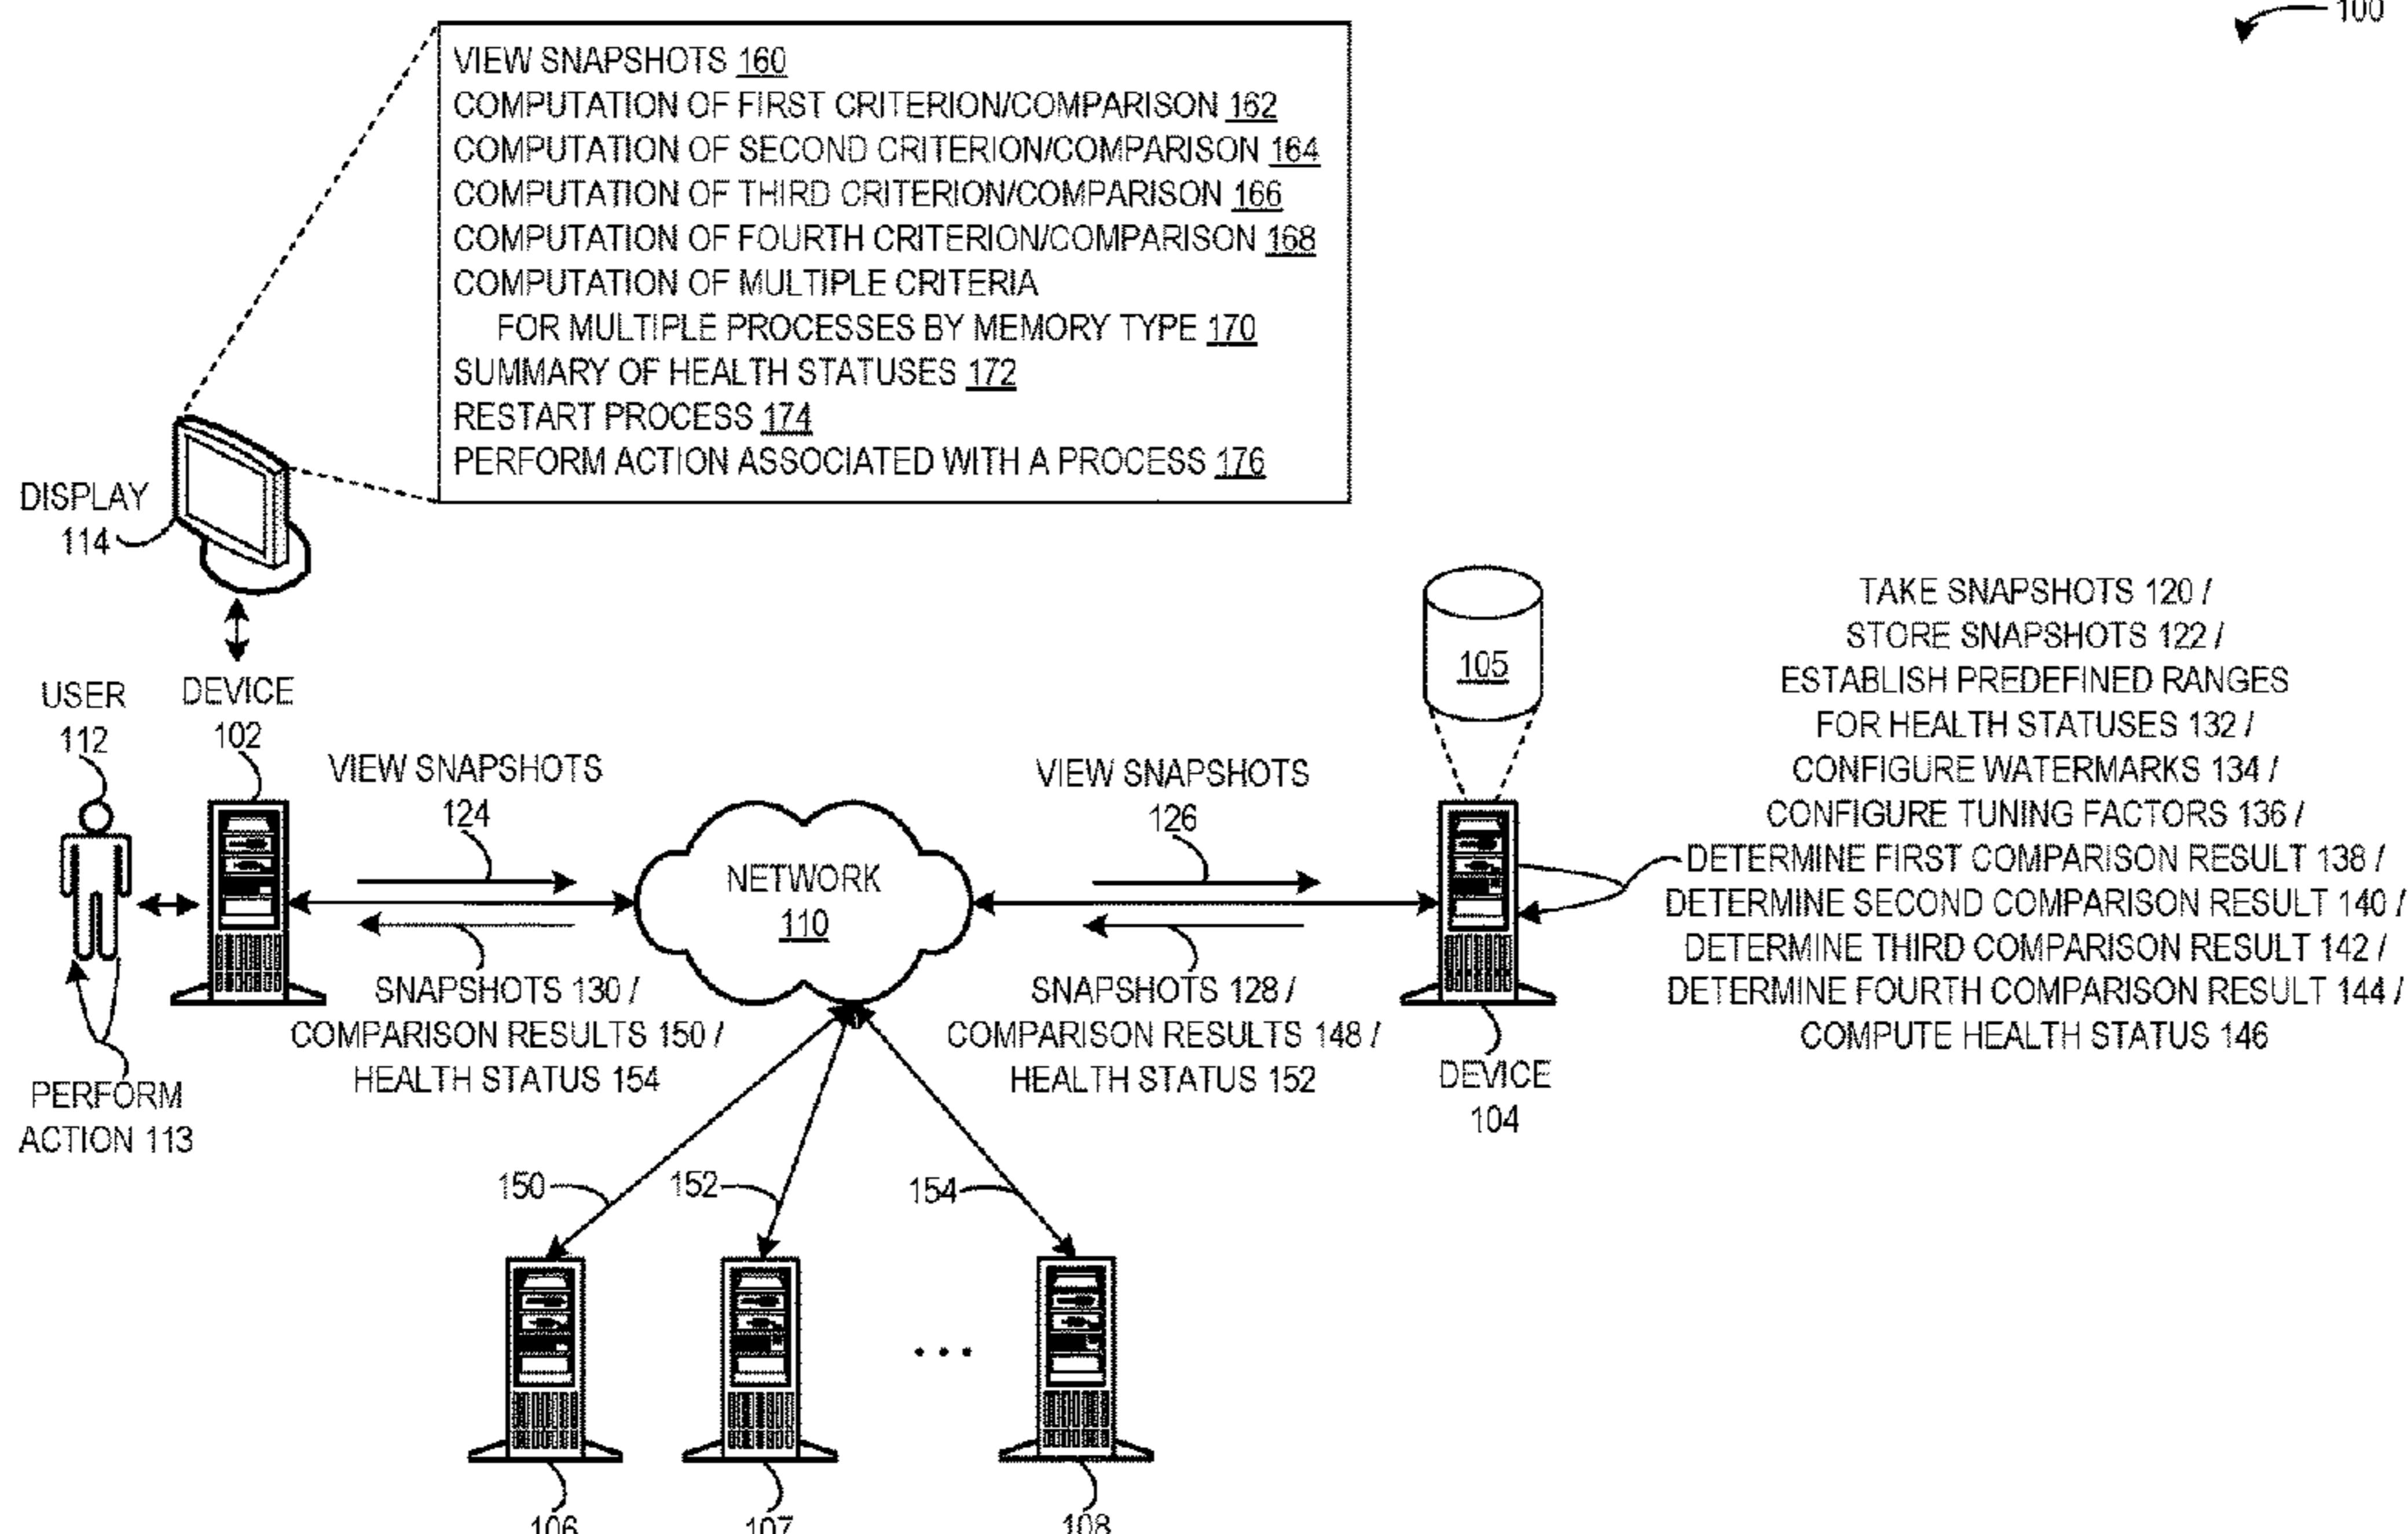 100
VIEW SNAPSHOTS 160
COMPUTATION OF FIRST CRITERION/COMPARISON 162
COMPUTATION OF SECOND CRITERION/COMPARISON 164
COMPUTATION OF THIRD CRITERION/COMPARISON 166
COMPUTATION OF FOURTH CRITERION/COMPARISON 168
COMPUTATION OF MULTIPLE CRITERIA
FOR MULTIPLE PROCESSES BY MEMORY TYPE 170
SUMMARY OF HEALTH STATUSES 172
RESTART PROCESS 174
PERFORM ACTION ASSOCIATED WITH A PROCESS 176
DISPLAY
114
USER
112
DEVICE
102
VIEW SNAPSHOTS
124
SNAPSHOTS 130 /
COMPARISON RESULTS 150 /
HEALTH STATUS 154
PERFORM
ACTION 113
NETWORK
110
VIEW SNAPSHOTS
126
SNAPSHOTS 128 /
COMPARISON RESULTS 148 /
HEALTH STATUS 152
105
DEVICE
104
TAKE SNAPSHOTS 120 /
STORE SNAPSHOTS 122 /
ESTABLISH PREDEFINED RANGES
FOR HEALTH STATUSES 132 /
CONFIGURE WATERMARKS 134 /
CONFIGURE TUNING FACTORS 136 /
DETERMINE FIRST COMPARISON RESULT 138 /
DETERMINE SECOND COMPARISON RESULT 140 /
DETERMINE THIRD COMPARISON RESULT 142 /
DETERMINE FOURTH COMPARISON RESULT 144 /
COMPUTE HEALTH STATUS 146
150
152
154
...
106
107
108